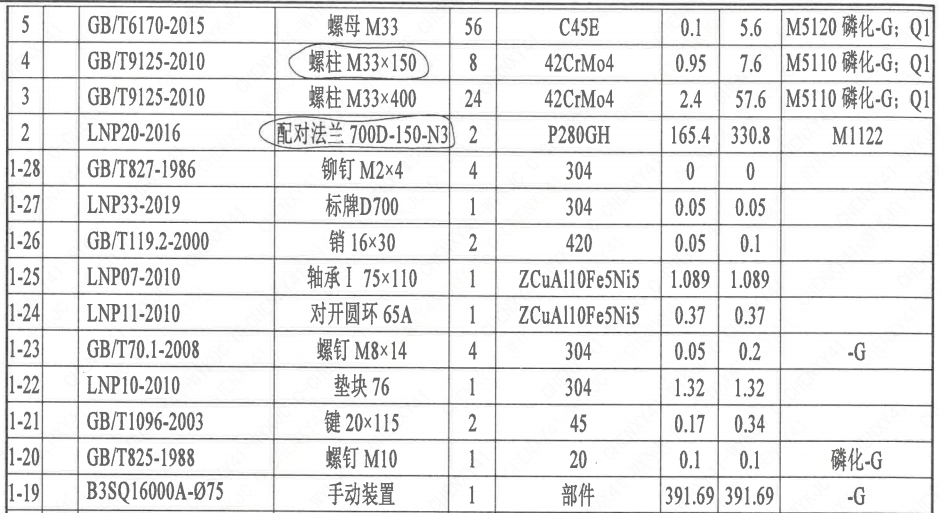 5 GB/T6170-2015 螺母 M33 56 C45E 0.1 5.6 M5120 磷化-G; Q1
4 GB/T9125-2010 螺柱 M33×150 8 42CrMo4 0.95 7.6 M5110 磷化-G; Q1
3 GB/T9125-2010 螺柱 M33×400 24 42CrMo4 2.4 57.6 M5110 磷化-G; Q1
2 LNP20-2016 配对法兰 700D-150-N3 2 P280GH 165.4 330.8 M1122
1-28 GB/T827-1986 铆钉 M2×4 4 304 0 0
1-27 LNP33-2019 标牌D700 1 304 0.05 0.05
1-26 GB/T119.2-2000 销 16×30 2 420 0.05 0.1
1-25 LNP07-2010 轴承Ⅰ 75×110 1 ZCuAl10Fe5Ni5 1.089 1.089
1-24 LNP11-2010 对开圆环 65A 1 ZCuAl10Fe5Ni5 0.37 0.37
1-23 GB/T70.1-2008 螺钉 M8×14 4 304 0.05 0.2 -G
1-22 LNP10-2010 垫块 76 1 304 1.32 1.32
1-21 GB/T1096-2003 键 20×115 2 45 0.17 0.34
1-20 GB/T825-1988 螺钉 M10 1 20 0.1 0.1 磷化-G
1-19 B3SQ16000A-Ø75 手动装置 1 部件 391.69 391.69 -G